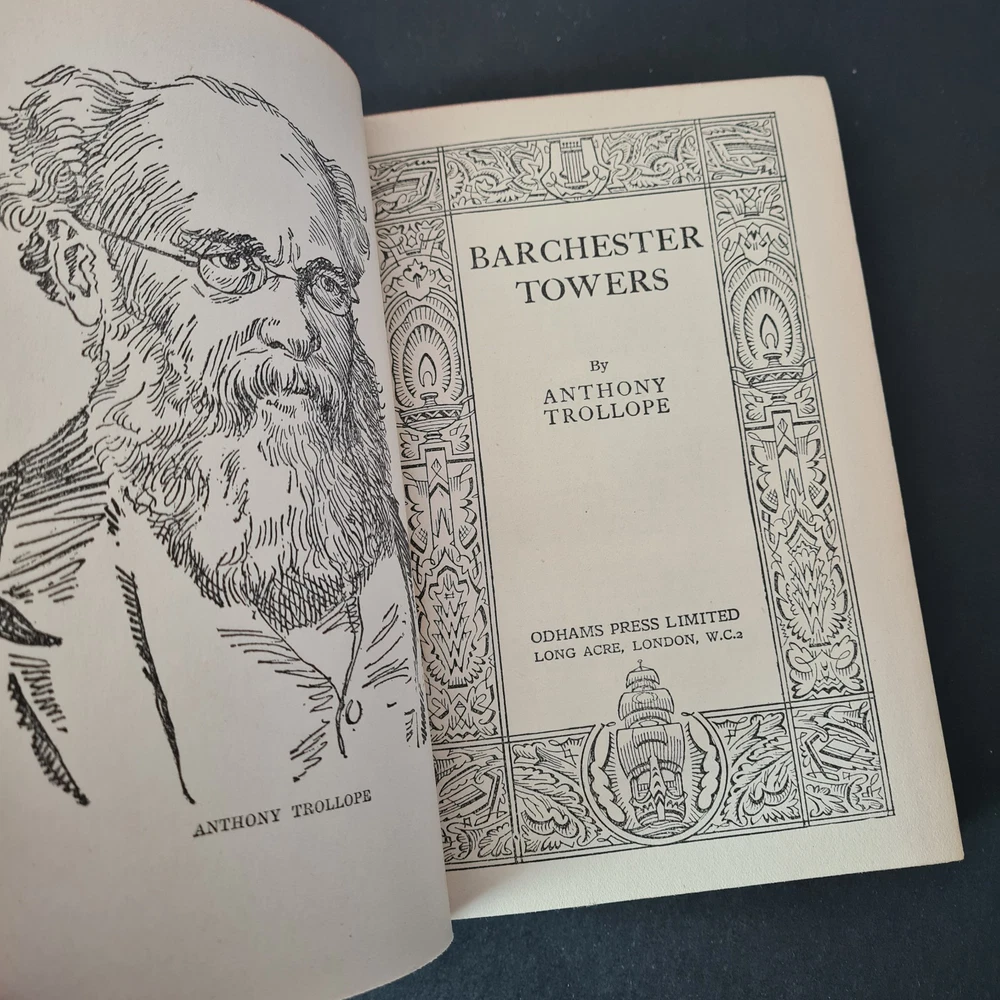 ANTHONY TROLLOPE
BARCHESTER
TOWERS
By
ANTHONY
TROLLOPE
ODHAMS PRESS LIMITED
LONG ACRE, LONDON, W.C.2